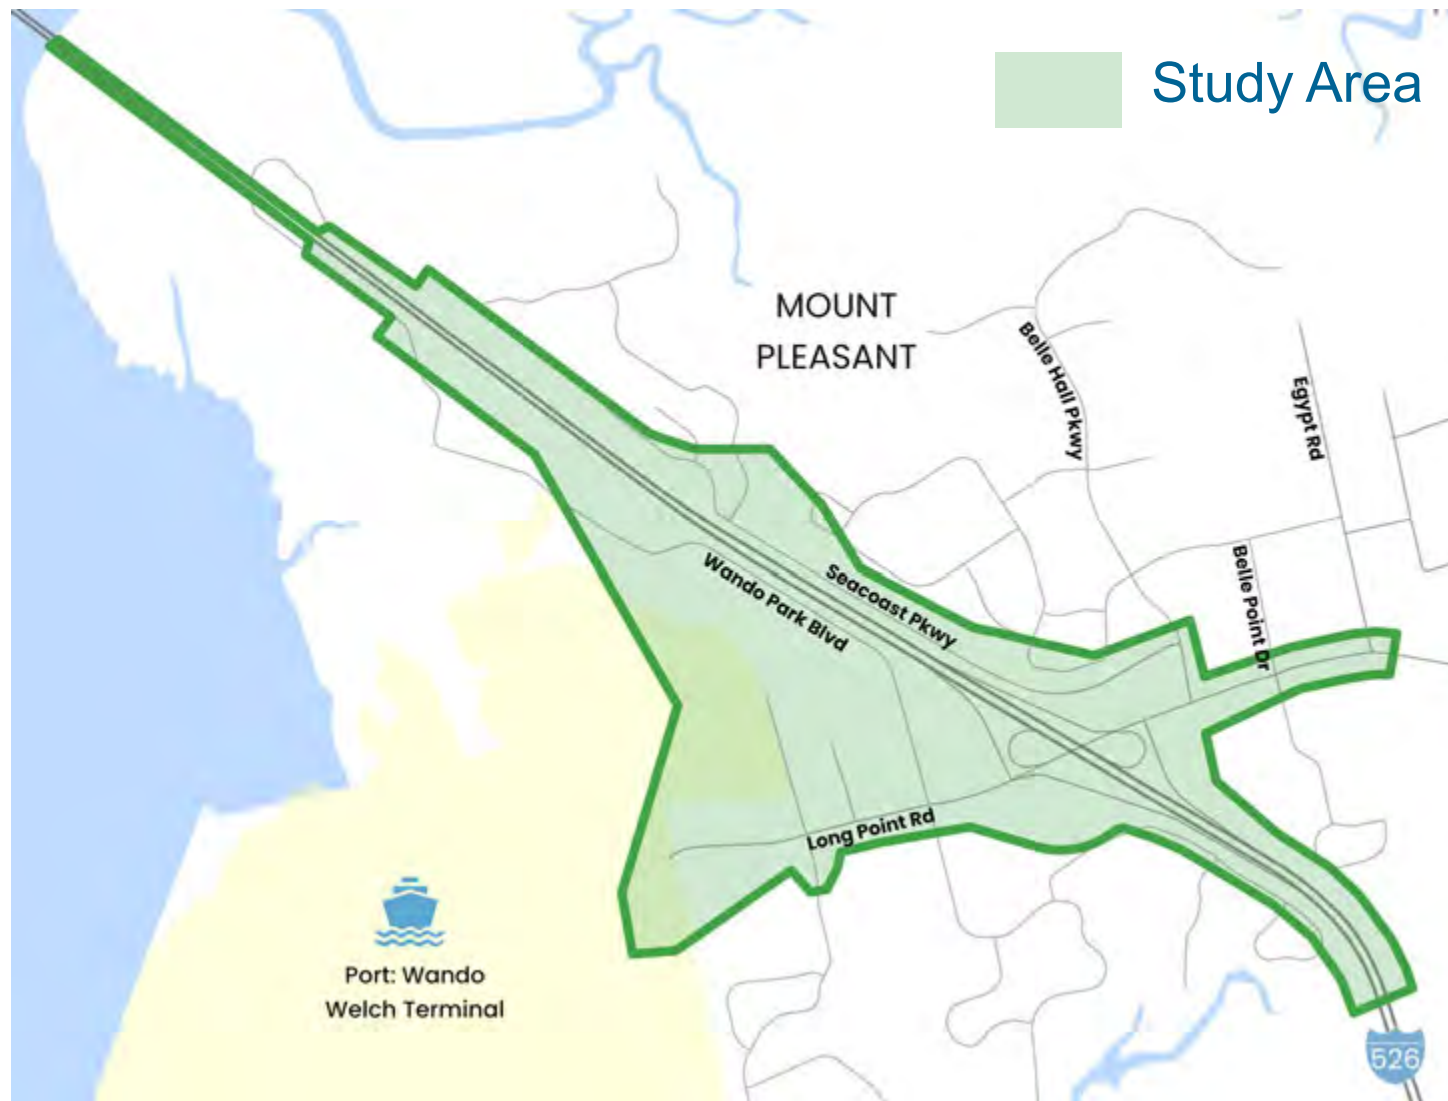 Study Area
MOUNT
PLEASANT
Belle Hall Pkwy
Egypt Rd
Belle Point Dr
Seacoast Pkwy
Wando Park Blvd
Long Point Rd
Port: Wando
Welch Terminal
526